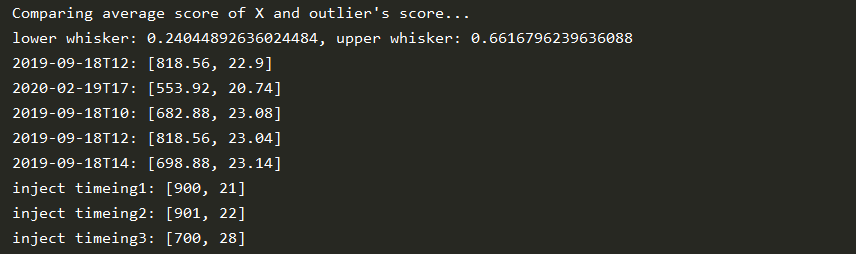 Comparing average score of X and outlier's score...
lower whisker: 0.24044892636024484, upper whisker: 0.6616796239636088
2019-09-18T12: [818.56, 22.9]
2020-02-19T17: [553.92, 20.74]
2019-09-18T10: [682.88, 23.08]
2019-09-18T12: [818.56, 23.04]
2019-09-18T14: [698.88, 23.14]
inject timeing1: [900, 21]
inject timeing2: [901, 22]
inject timeing3: [700, 28]